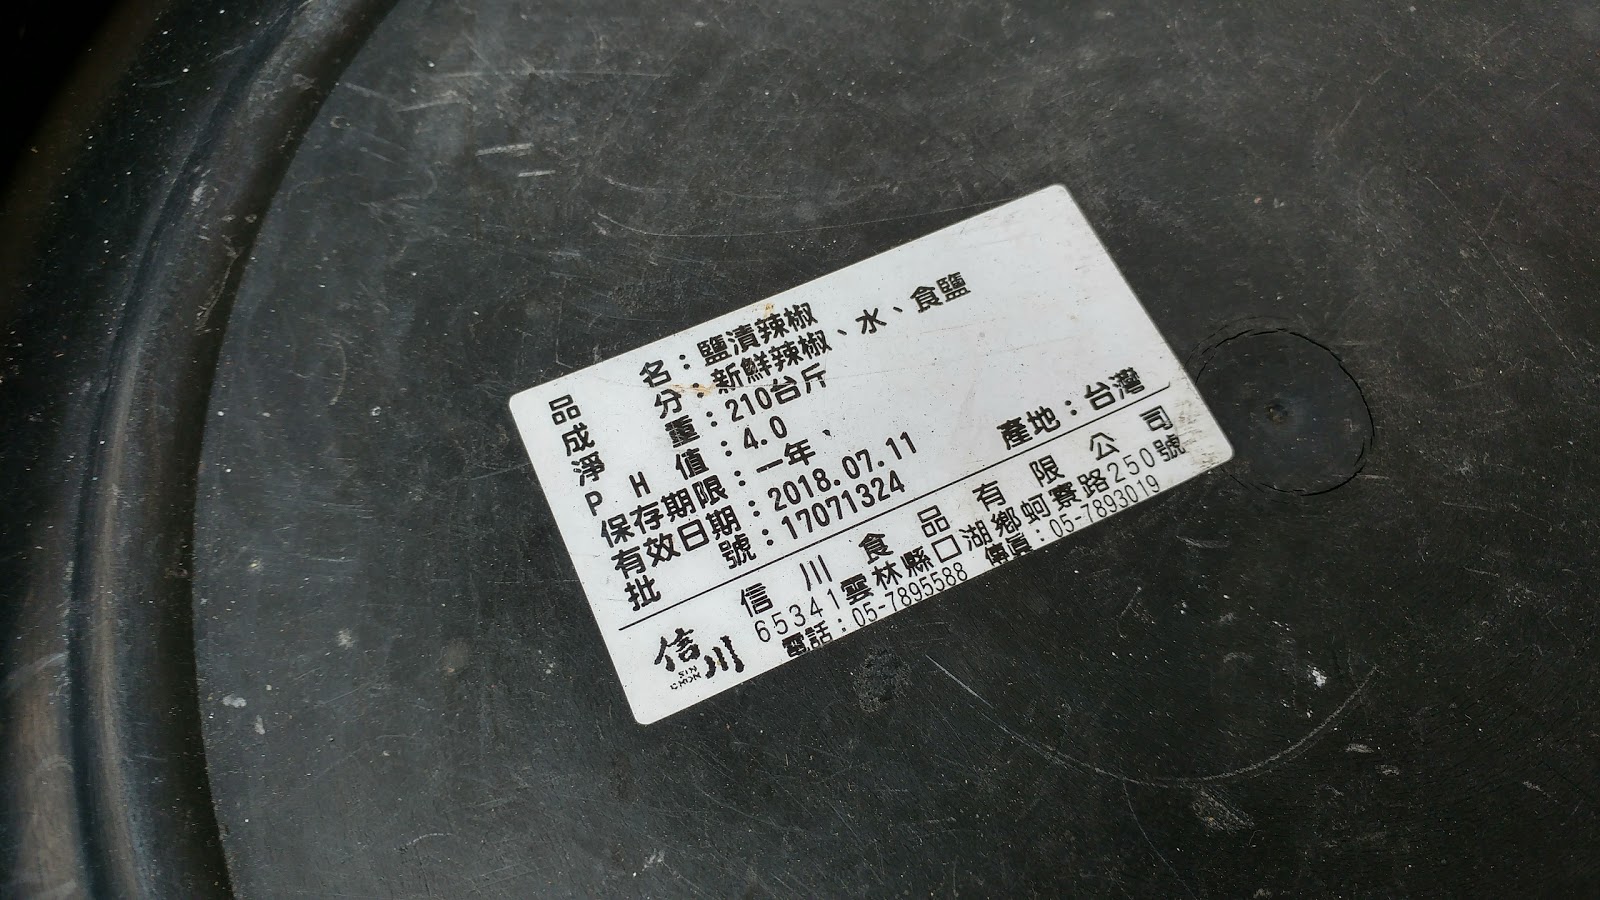 品名：鹽漬辣椒
成分：新鮮辣椒、水、食鹽
淨重：210台斤
PH值：4.0
保存期限：一年
有效日期：2018.07.11 產地：台灣
批號：17071324
信川食品有限公司
65341雲林縣口湖鄉蚵寮路250號
電話：05-7895588 傳真：05-7893019
信川
SIN CHUAN